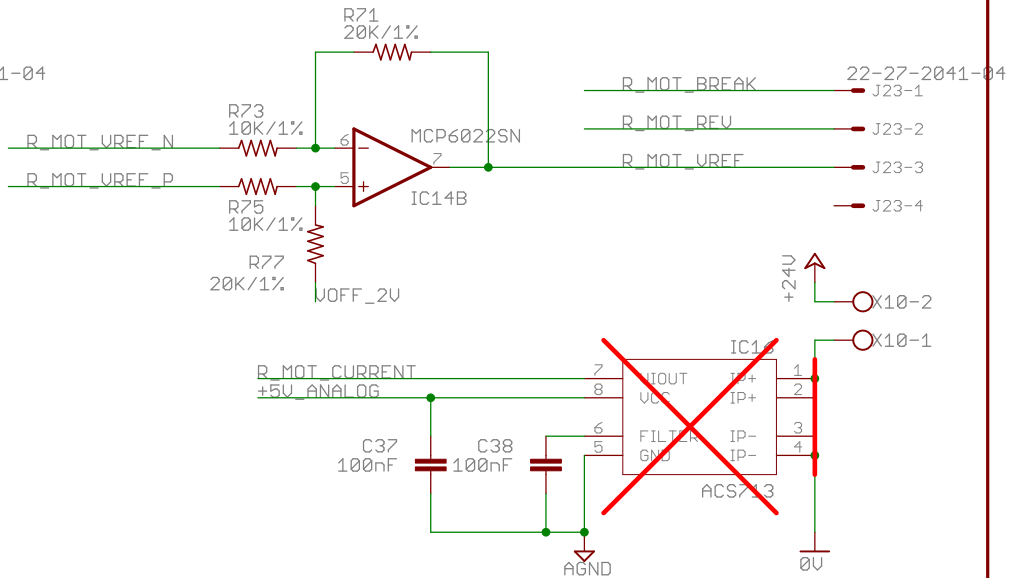 R71
20K/1%
1-04
22-27-2041-04
R_MOT_BREAK
J23-1
R73
10K/1%
R_MOT_REV
J23-2
MCP6022SN
R_MOT_VREF_N
6
7
R_MOT_VREF
J23-3
R_MOT_VREF_P
5
IC14B
R75
10K/1%
J23-4
R77
20K/1%
VOFF_2V
+24V
X10-2
X10-1
IC16
R_MOT_CURRENT
7
VIOUT
IP+
1
+5V_ANALOG
8
VCC
IP+
2
6
FILTER
IP-
3
5
GND
IP-
4
C37
100nF
C38
100nF
ACS713
AGND
0V